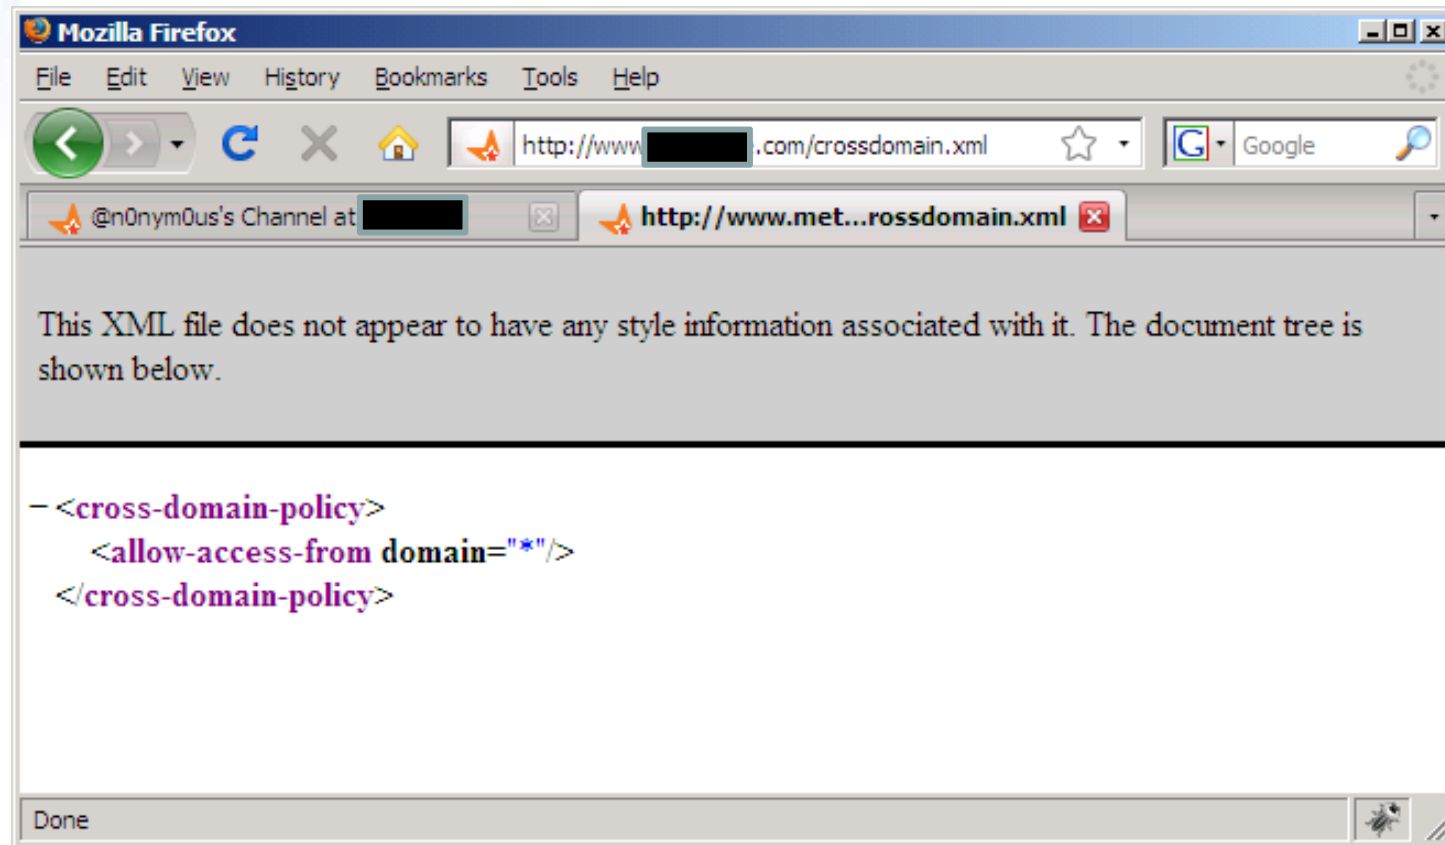 Mozilla Firefox
File Edit View History Bookmarks Tools Help
http://www .com/crossdomain.xml Google
@n0nym0us's Channel at http://www.met...rossdomain.xml
This XML file does not appear to have any style information associated with it. The document tree is
shown below.
− <cross-domain-policy>
<allow-access-from domain="*"/>
</cross-domain-policy>
Done